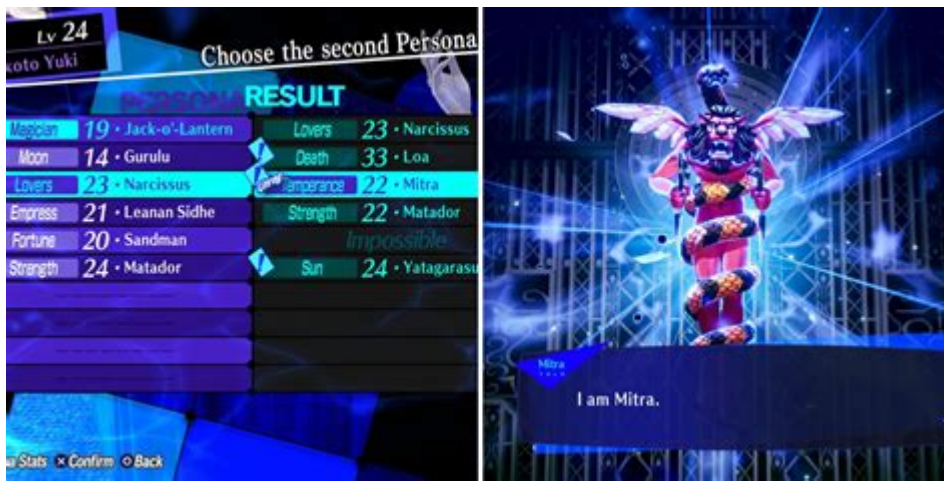 Lv 24
koto Yuki
Choose the second Persona
PERSONA RESULT
Magician 19 · Jack-o'-Lantern Lovers 23 · Narcissus
Moon 14 · Gurulu Death 33 · Loa
Lovers 23 · Narcissus Temperance 22 · Mitra
Empress 21 · Leanan Sidhe Strength 22 · Matador
Fortune 20 · Sandman Impossible
Strength 24 · Matador Sun 24 · Yatagarasu
Stats × Confirm ○ Back
Mitra
I am Mitra.